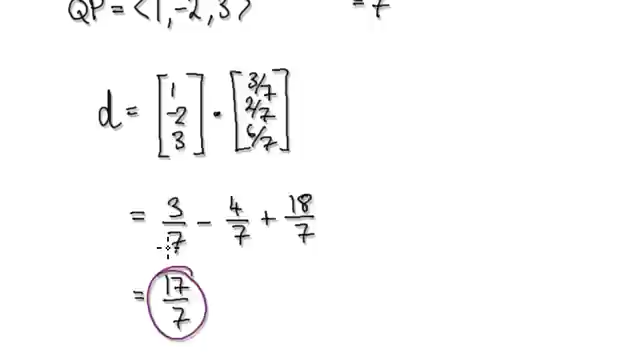 QP = <1, -2, 3> = 7
d = [1 -2 3] · [3/7 2/7 6/7]
= 3/7 - 4/7 + 18/7
= 17/7